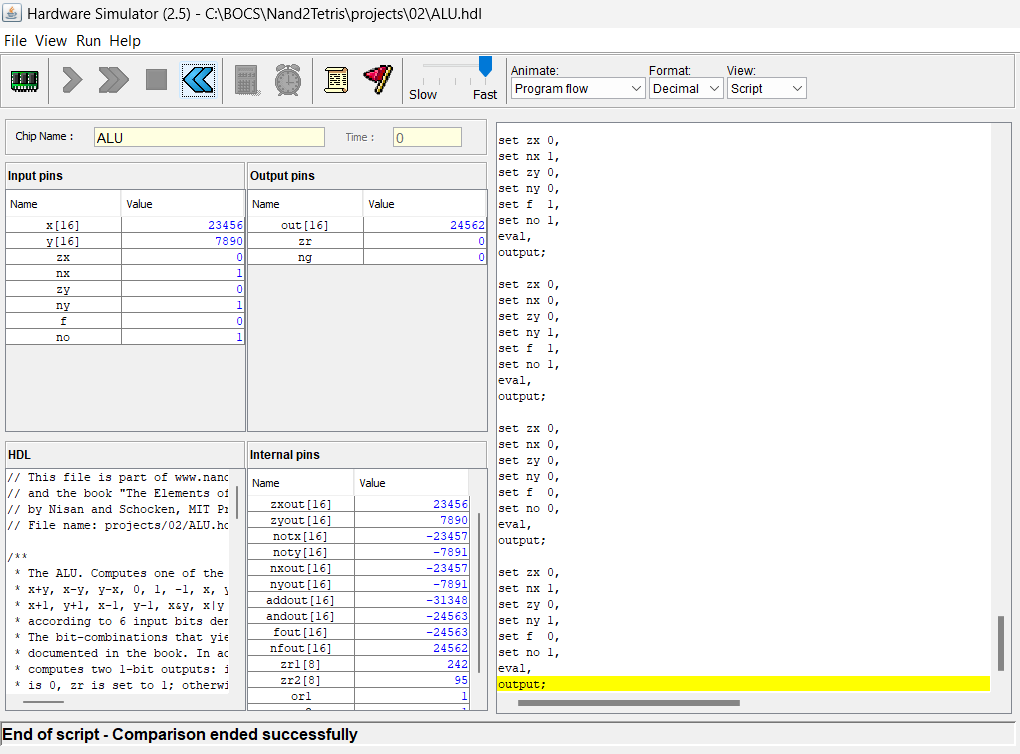 Hardware Simulator (2.5) - C:\BOCS\Nand2Tetris\projects\02\ALU.hdl
File View Run Help
Slow Fast
Animate: Format: View:
Program flow Decimal Script
Chip Name : ALU Time : 0
Input pins
Name Value
x[16] 23456
y[16] 7890
zx 0
nx 1
zy 0
ny 1
f 0
no 1
Output pins
Name Value
out[16] 24562
zr 0
ng 0
HDL
// This file is part of www.nand
// and the book "The Elements of
// by Nisan and Schocken, MIT Pr
// File name: projects/02/ALU.hd
/**
* The ALU. Computes one of the
* x+y, x-y, y-x, 0, 1, -1, x, y
* x+1, y+1, x-1, y-1, x&y, x|y
* according to 6 input bits den
* The bit-combinations that yie
* documented in the book. In ad
* computes two 1-bit outputs: i
* is 0, zr is set to 1; otherwi
Internal pins
Name Value
zxout[16] 23456
zyout[16] 7890
notx[16] -23457
noty[16] -7891
nxout[16] -23457
nyout[16] -7891
addout[16] -31348
andout[16] -24563
fout[16] -24563
nfout[16] 24562
zr1[8] 242
zr2[8] 95
or1 1
set zx 0,
set nx 1,
set zy 0,
set ny 0,
set f 1,
set no 1,
eval,
output;
set zx 0,
set nx 0,
set zy 0,
set ny 1,
set f 1,
set no 1,
eval,
output;
set zx 0,
set nx 0,
set zy 0,
set ny 0,
set f 0,
set no 0,
eval,
output;
set zx 0,
set nx 1,
set zy 0,
set ny 1,
set f 0,
set no 1,
eval,
output;
End of script - Comparison ended successfully